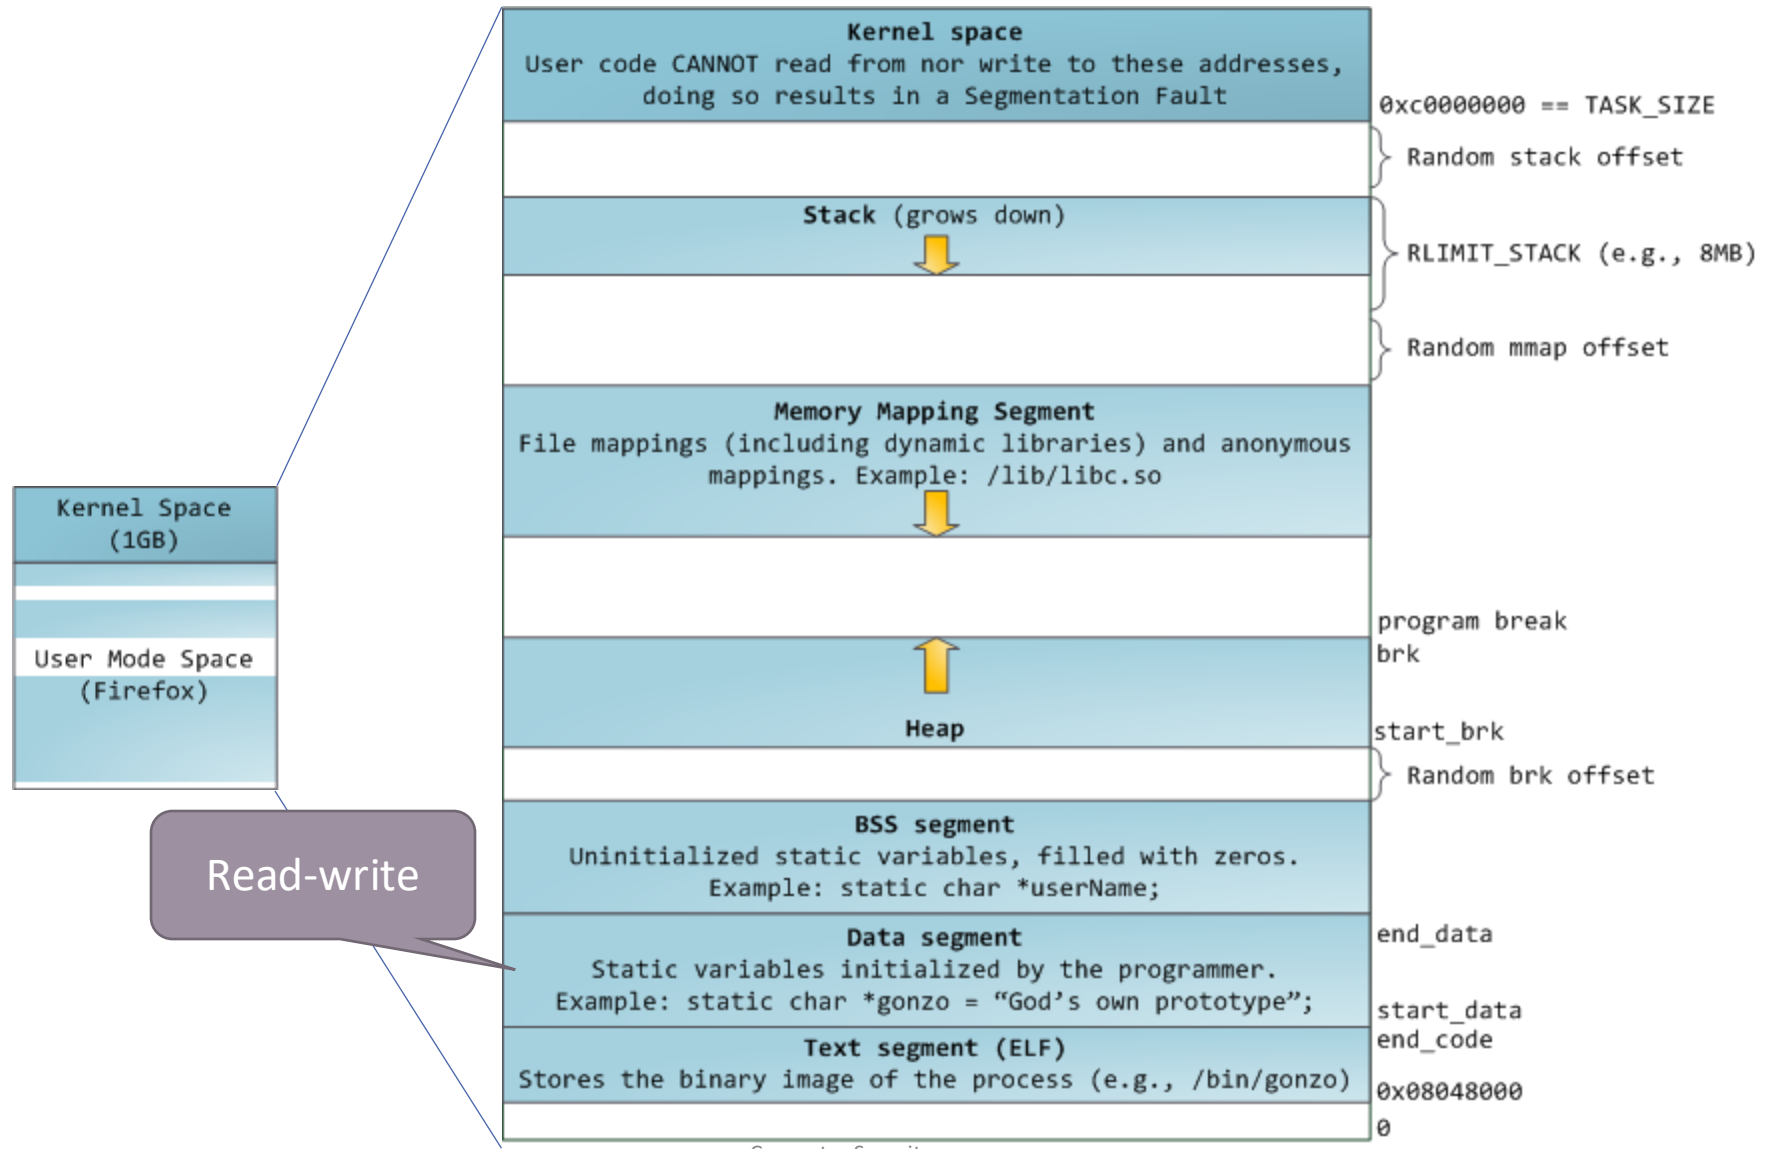 Kernel space
User code CANNOT read from nor write to these addresses,
doing so results in a Segmentation Fault
0xc0000000 == TASK_SIZE
Random stack offset
Stack (grows down)
RLIMIT_STACK (e.g., 8MB)
Random mmap offset
Memory Mapping Segment
File mappings (including dynamic libraries) and anonymous
mappings. Example: /lib/libc.so
Kernel Space
(1GB)
User Mode Space
(Firefox)
program break
brk
Heap
start_brk
Random brk offset
BSS segment
Uninitialized static variables, filled with zeros.
Example: static char *userName;
Read-write
Data segment
Static variables initialized by the programmer.
Example: static char *gonzo = “God’s own prototype”;
end_data
start_data
end_code
Text segment (ELF)
Stores the binary image of the process (e.g., /bin/gonzo)
0x08048000
0